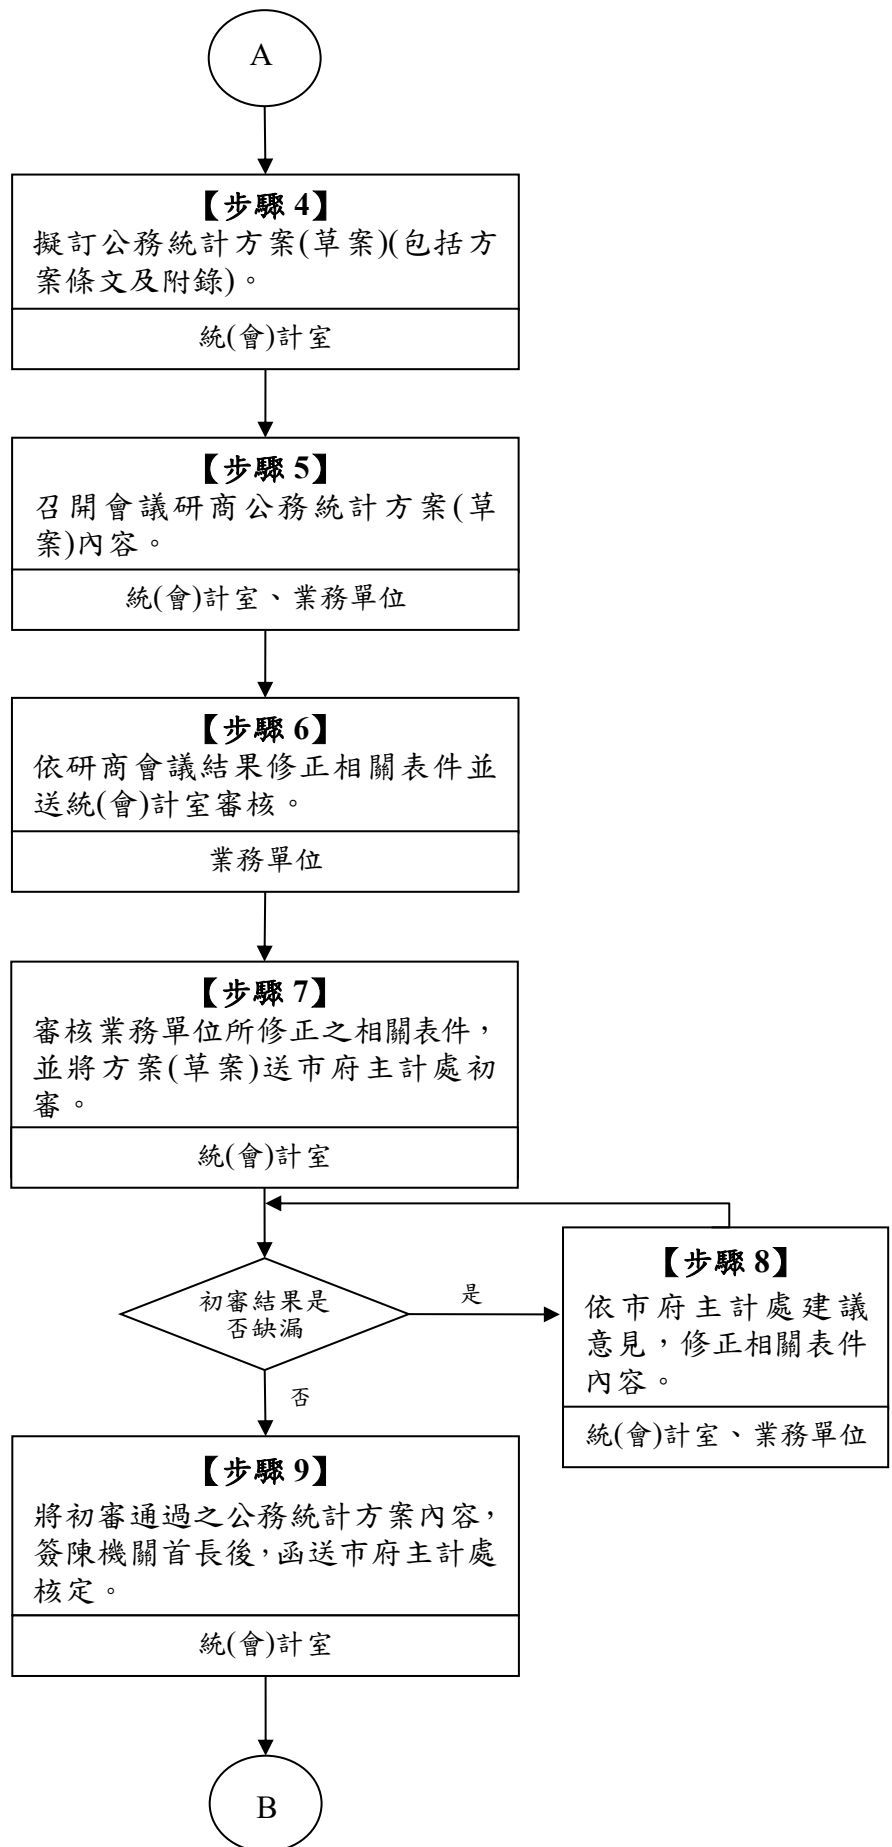 A
【步驟 4】
擬訂公務統計方案(草案)(包括方
案條文及附錄)。
統(會)計室
【步驟 5】
召開會議研商公務統計方案(草
案)內容。
統(會)計室、業務單位
【步驟 6】
依研商會議結果修正相關表件並
送統(會)計室審核。
業務單位
【步驟 7】
審核業務單位所修正之相關表件，
並將方案(草案)送市府主計處初
審。
統(會)計室
初審結果是
否缺漏
是
【步驟 8】
依市府主計處建議
意見，修正相關表件
內容。
統(會)計室、業務單位
否
【步驟 9】
將初審通過之公務統計方案內容，
簽陳機關首長後，函送市府主計處
核定。
統(會)計室
B